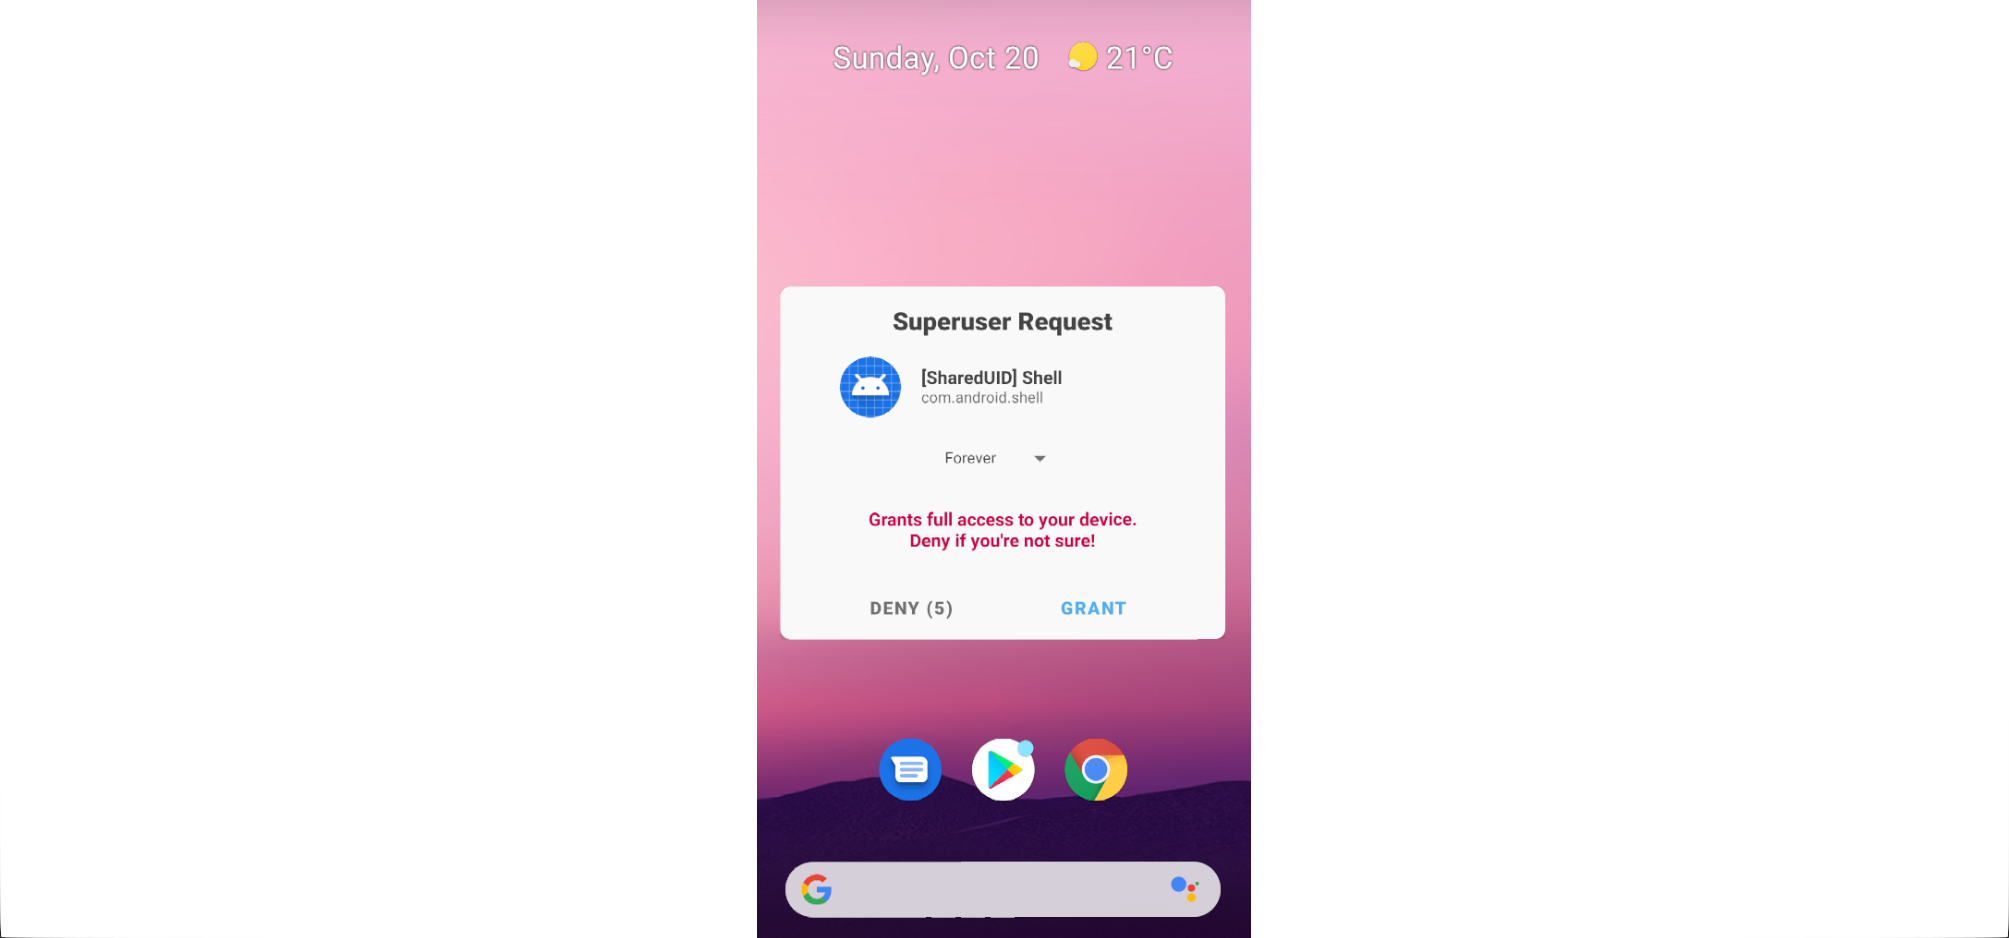 Sunday, Oct 20 21°C
Superuser Request
[SharedUID] Shell
com.android.shell
Forever
Grants full access to your device.
Deny if you're not sure!
DENY (5) GRANT